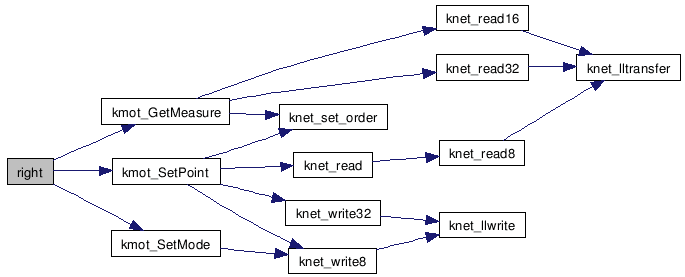 right
kmot_GetMeasure
kmot_SetPoint
kmot_SetMode
knet_read16
knet_read32
knet_set_order
knet_read
knet_write32
knet_write8
knet_read8
knet_llwrite
knet_lltransfer